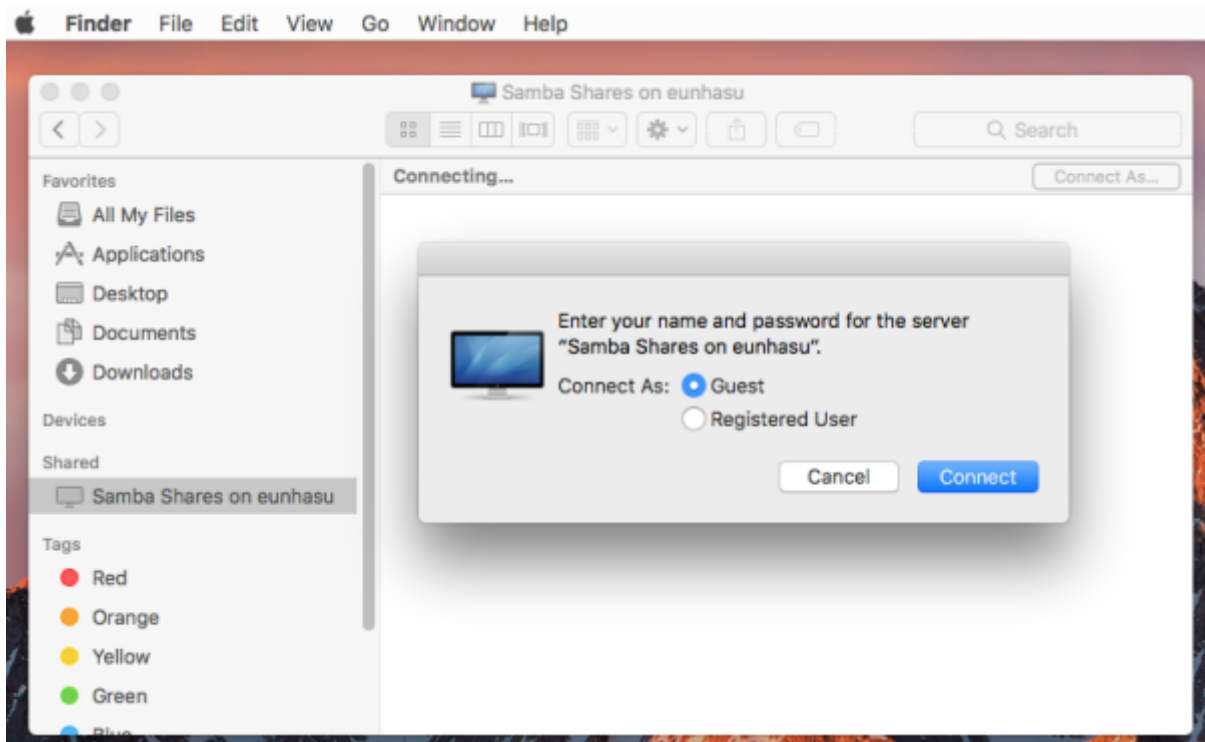 Finder File Edit View Go Window Help
Samba Shares on eunhasu
Search
Favorites
All My Files
Applications
Desktop
Documents
Downloads
Devices
Shared
Samba Shares on eunhasu
Tags
Red
Orange
Yellow
Green
Blue
Connecting...
Connect As...
Enter your name and password for the server
“Samba Shares on eunhasu”.
Connect As: Guest
Registered User
Cancel Connect